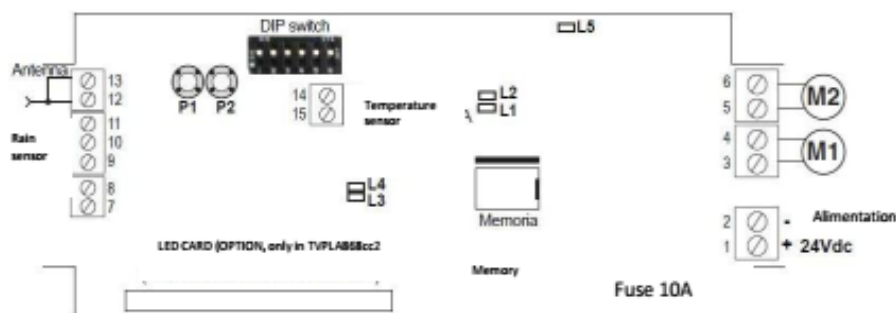 DIP switch
L5
Antenna
13
12
P1 P2
14
15
Temperature
sensor
L2
L1
6
5
M2
11
10
9
Rain
sensor
4
3
M1
8
7
L4
L3
Memoria
2
1
- Alimentation
+ 24Vdc
LED CARD (OPTION, only in TVPLA868cc2
Memory
Fuse 10A